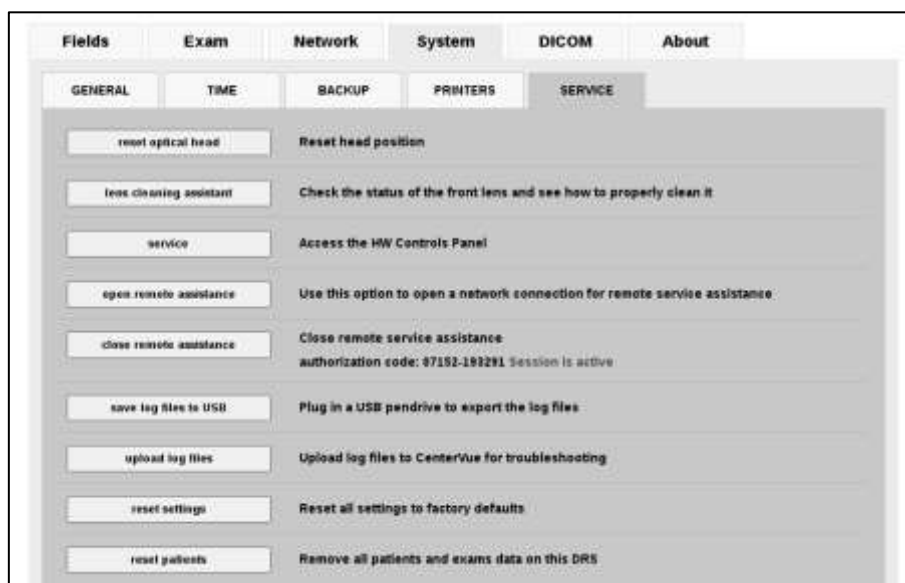 Fields Exam Network System DICOM About
GENERAL TIME BACKUP PRINTERS SERVICE
reset optical head Reset head position
lens cleaning assistant Check the status of the front lens and see how to properly clean it
service Access the HW Controls Panel
open remote assistance Use this option to open a network connection for remote service assistance
close remote assistance Close remote service assistance
authorization code: 87152-193291 Session is active
save log files to USB Plug in a USB pendrive to export the log files
upload log files Upload log files to CenterVue for troubleshooting
reset settings Reset all settings to factory defaults
reset patients Remove all patients and exams data on this DRS